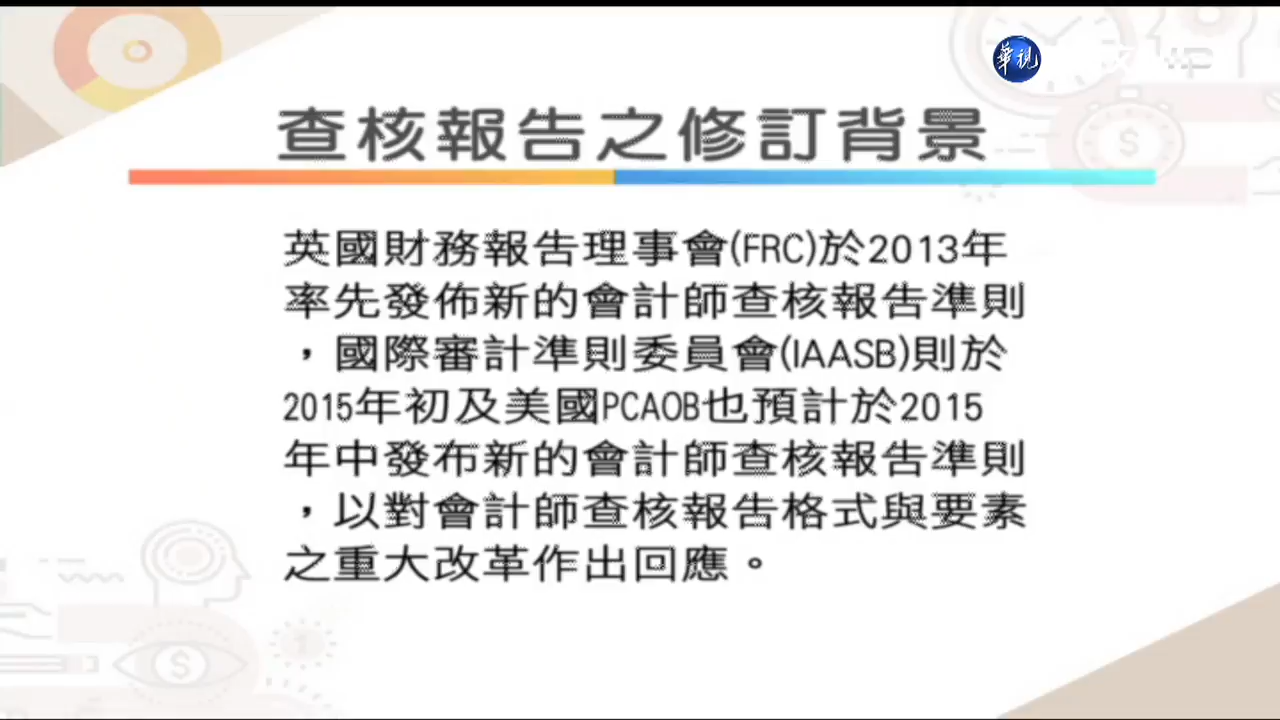 華視
查核報告之修訂背景
英國財務報告理事會(FRC)於2013年
率先發佈新的會計師查核報告準則
，國際審計準則委員會(IAASB)則於
2015年初及美國PCAOB也預計於2015
年中發布新的會計師查核報告準則
，以對會計師查核報告格式與要素
之重大改革作出回應。